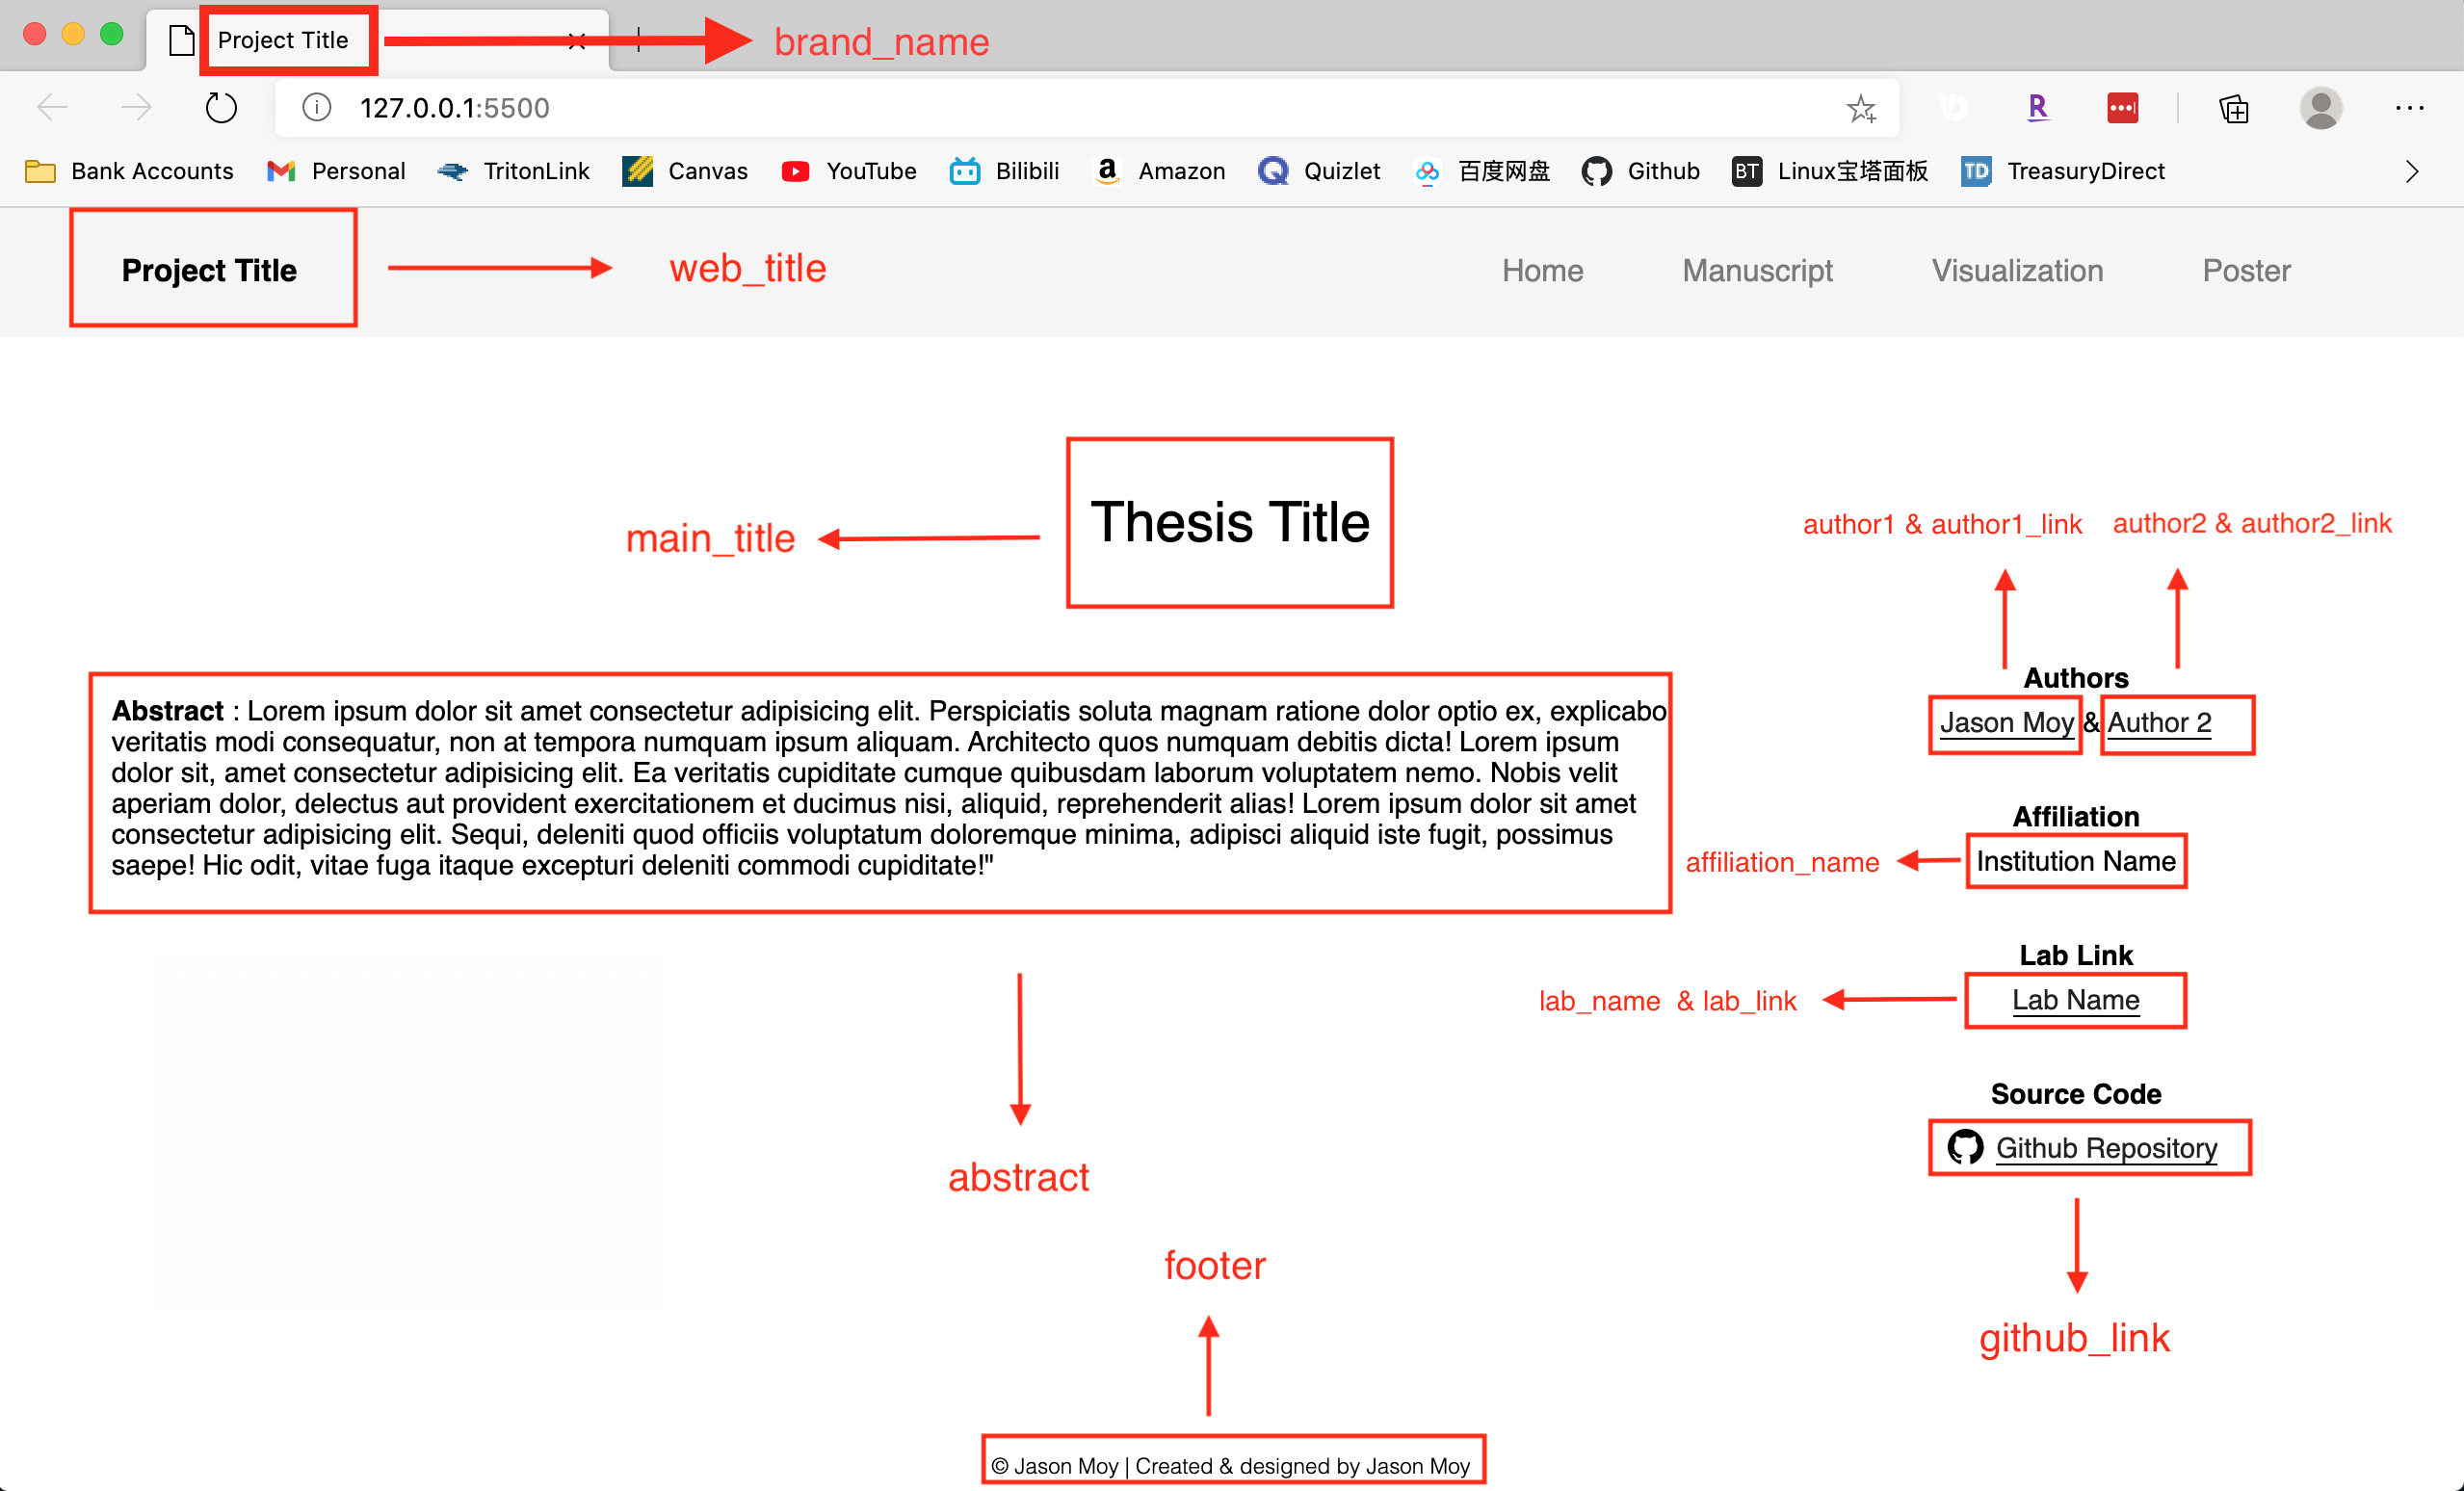 Project Title
brand_name
127.0.0.1:5500
Bank Accounts Personal TritonLink Canvas YouTube Bilibili a Amazon Quizlet 百度网盘 Github BT Linux宝塔面板 TD TreasuryDirect
Project Title
web_title
Home Manuscript Visualization Poster
Thesis Title
main_title
author1 & author1_link author2 & author2_link
Abstract : Lorem ipsum dolor sit amet consectetur adipisicing elit. Perspiciatis soluta magnam ratione dolor optio ex, explicabo
veritatis modi consequatur, non at tempora numquam ipsum aliquam. Architecto quos numquam debitis dicta! Lorem ipsum
dolor sit, amet consectetur adipisicing elit. Ea veritatis cupiditate cumque quibusdam laborum voluptatem nemo. Nobis velit
aperiam dolor, delectus aut provident exercitationem et ducimus nisi, aliquid, reprehenderit alias! Lorem ipsum dolor sit amet
consectetur adipisicing elit. Sequi, deleniti quod officiis voluptatum doloremque minima, adipisci aliquid iste fugit, possimus
saepe! Hic odit, vitae fuga itaque excepturi deleniti commodi cupiditate!"
abstract
Authors
Jason Moy & Author 2
Affiliation
Institution Name
affiliation_name
Lab Link
Lab Name
lab_name & lab_link
Source Code
Github Repository
github_link
footer
© Jason Moy | Created & designed by Jason Moy